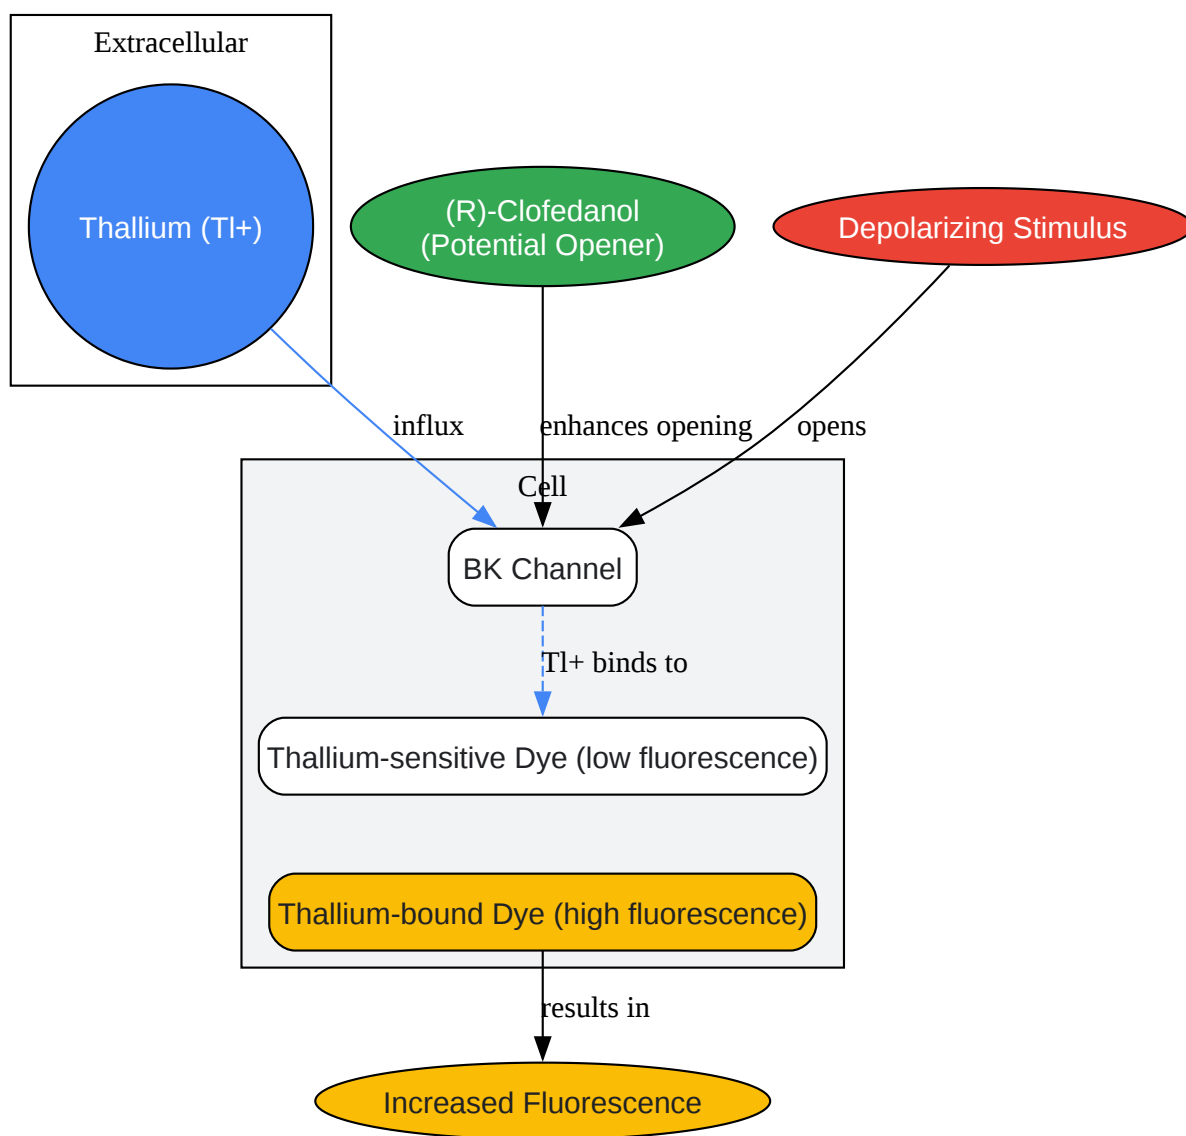 Extracellular
Thallium (Tl+)
(R)-Clofedanol
(Potential Opener)
Depolarizing Stimulus
influx
enhances opening
opens
Cell
BK Channel
Tl+ binds to
Thallium-sensitive Dye (low fluorescence)
Thallium-bound Dye (high fluorescence)
results in
Increased Fluorescence